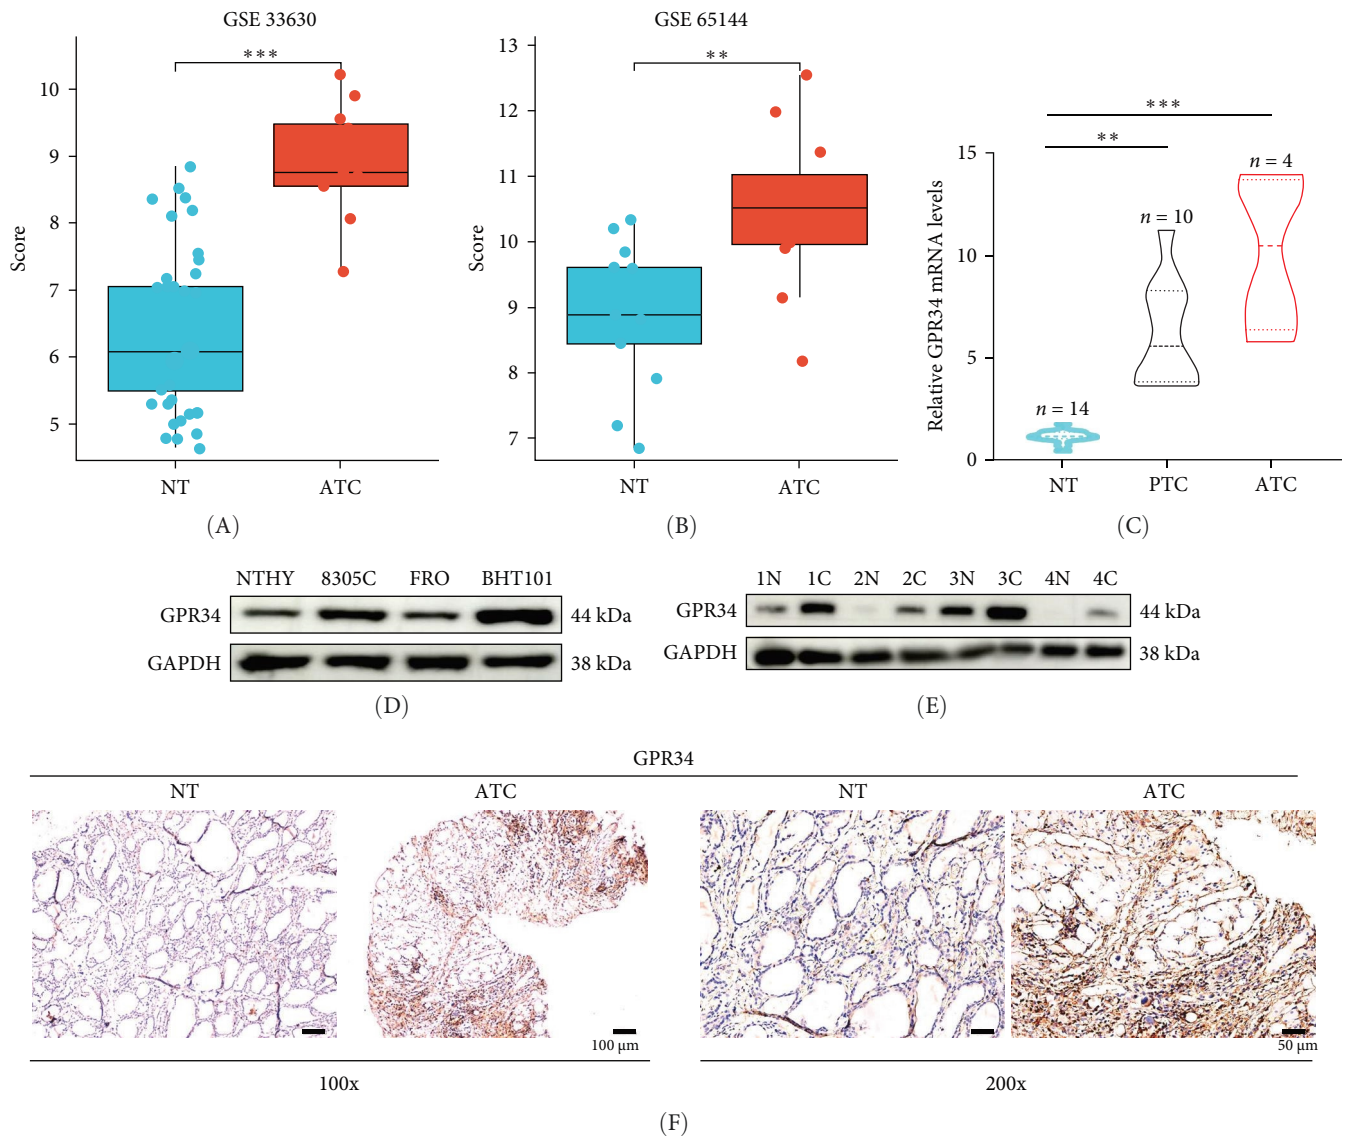 GSE 33630
***
Score
10
9
8
7
6
5
NT ATC
(A)
GSE 65144
**
Score
13
12
11
10
9
8
7
NT ATC
(B)
***
**
Relative GPR34 mRNA levels
15
10
5
0
n = 14
n = 10
n = 4
NT PTC ATC
(C)
NTHY 8305C FRO BHT101
GPR34 44 kDa
GAPDH 38 kDa
(D)
1N 1C 2N 2C 3N 3C 4N 4C
GPR34 44 kDa
GAPDH 38 kDa
(E)
GPR34
NT ATC NT ATC
100 μm 50 μm
100x 200x
(F)